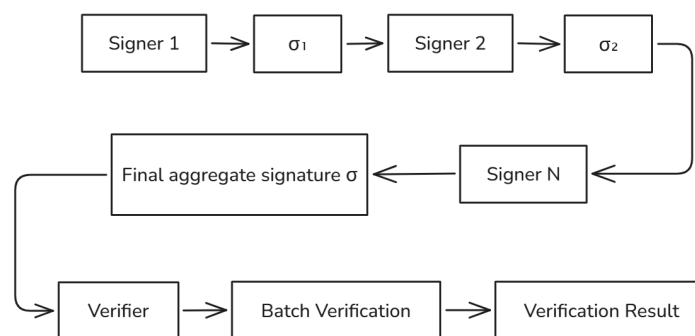 Signer 1
σ₁
Signer 2
σ₂
Signer N
Final aggregate signature σ
Verifier
Batch Verification
Verification Result